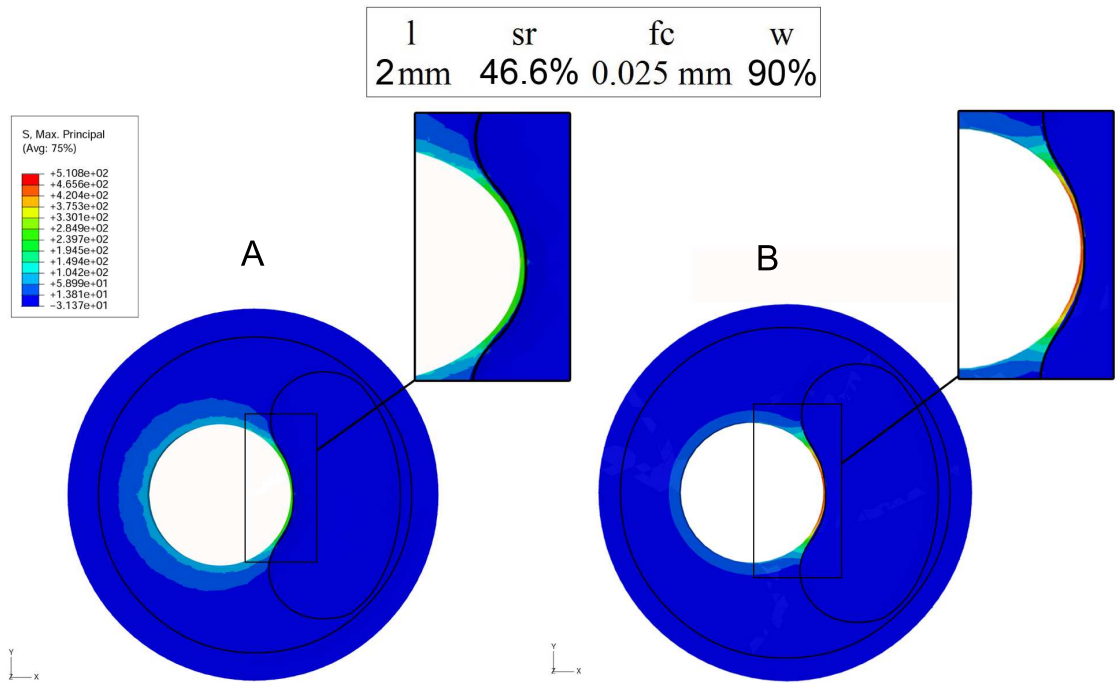 l sr fc w
2mm 46.6% 0.025 mm 90%
S, Max. Principal
(Avg: 75%)
+5.108e+02
+4.656e+02
+4.204e+02
+3.753e+02
+3.301e+02
+2.849e+02
+2.397e+02
+1.945e+02
+1.494e+02
+1.042e+02
+5.899e+01
+1.381e+01
−3.137e+01
A
B
Y
Z X
Y
Z X